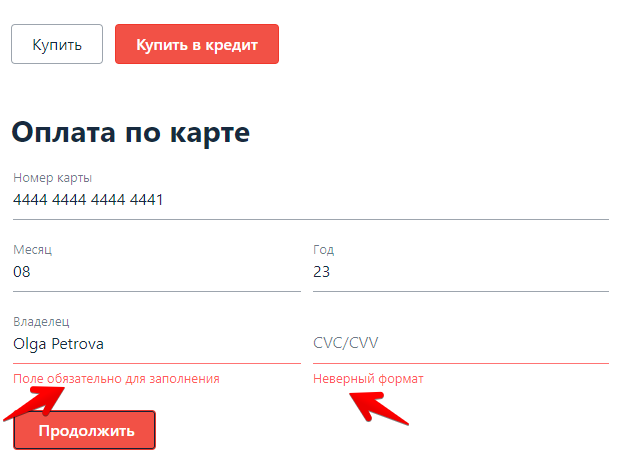 Купить Купить в кредит
Оплата по карте
Номер карты
4444 4444 4444 4441
Месяц Год
08 23
Владелец
Olga Petrova CVC/CVV
Поле обязательно для заполнения Неверный формат
Продолжить